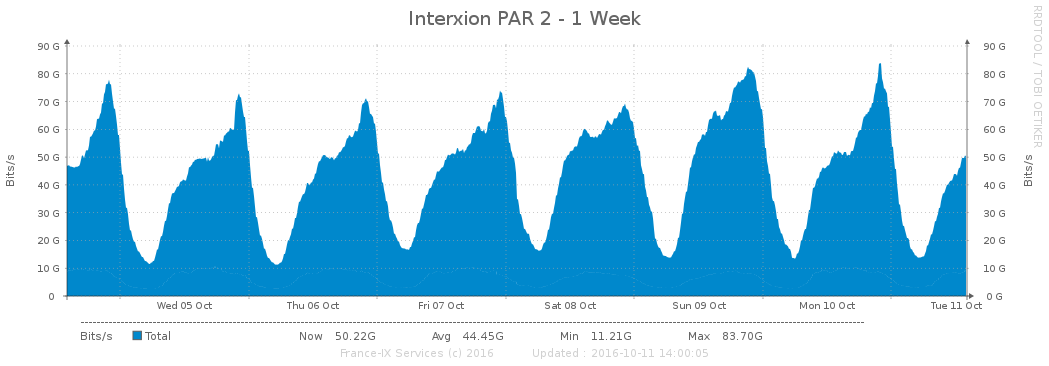 Interxion PAR 2 - 1 Week
RRDTOOL / TOBI OETIKER
90 G 90 G
80 G 80 G
70 G 70 G
60 G 60 G
50 G 50 G
40 G 40 G
30 G 30 G
20 G 20 G
10 G 10 G
0 0 G
Bits/s
Bits/s
Wed 05 Oct Thu 06 Oct Fri 07 Oct Sat 08 Oct Sun 09 Oct Mon 10 Oct Tue 11 Oct
Bits/s Total Now 50.22G Avg 44.45G Min 11.21G Max 83.70G
France-IX Services (c) 2016 Updated : 2016-10-11 14:00:05